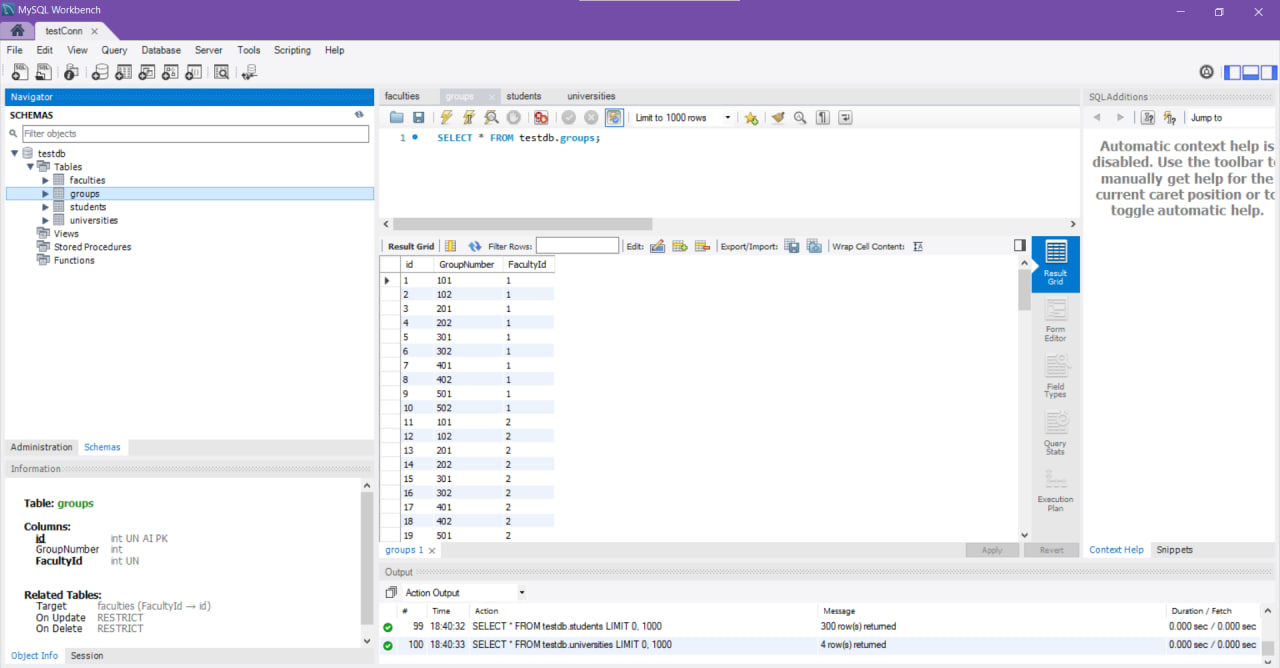 MySQL Workbench
testConn
File Edit View Query Database Server Tools Scripting Help
Navigator
SCHEMAS
Filter objects
testdb
Tables
faculties
groups
students
universities
Views
Stored Procedures
Functions
Administration Schemas
Information
Table: groups
Columns:
id int UN AI PK
GroupNumber int
FacultyId int UN
Related Tables:
Target faculties (FacultyId → id)
On Update RESTRICT
On Delete RESTRICT
Object Info Session
faculties groups students universities
Limit to 1000 rows
1 SELECT * FROM testdb.groups;
Result Grid Filter Rows: Edit: Export/Import: Wrap Cell Content:
id GroupNumber FacultyId
1 101 1
2 102 1
3 201 1
4 202 1
5 301 1
6 302 1
7 401 1
8 402 1
9 501 1
10 502 1
11 101 2
12 102 2
13 201 2
14 202 2
15 301 2
16 302 2
17 401 2
18 402 2
19 501 2
Result
Grid
Form
Editor
Field
Types
Query
Stats
Execution
Plan
groups 1 Apply Revert
Output
Action Output
# Time Action Message Duration / Fetch
99 18:40:32 SELECT * FROM testdb.students LIMIT 0, 1000 300 row(s) returned 0.000 sec / 0.000 sec
100 18:40:33 SELECT * FROM testdb.universities LIMIT 0, 1000 4 row(s) returned 0.000 sec / 0.000 sec
SQLAdditions
Jump to
Automatic context help is
disabled. Use the toolbar t
manually get help for the
current caret position or to
toggle automatic help.
Context Help Snippets